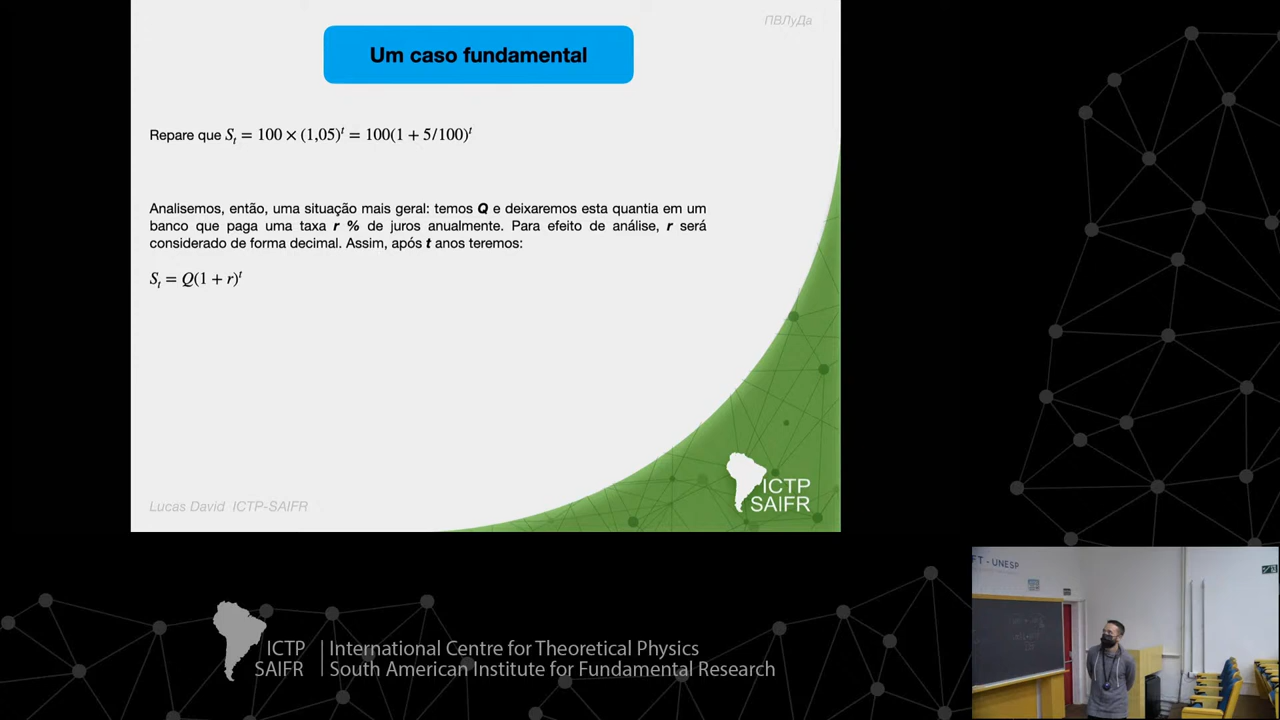 ПВЛуДа
Um caso fundamental
Repare que Sₜ = 100 × (1,05)ᵗ = 100(1 + 5/100)ᵗ
Analisemos, então, uma situação mais geral: temos Q e deixaremos esta quantia em um
banco que paga uma taxa r % de juros anualmente. Para efeito de análise, r será
considerado de forma decimal. Assim, após t anos teremos:
Sₜ = Q(1 + r)ᵗ
ICTP
SAIFR
Lucas David ICTP-SAIFR
FT - UNESP
ICTP
SAIFR
International Centre for Theoretical Physics
South American Institute for Fundamental Research